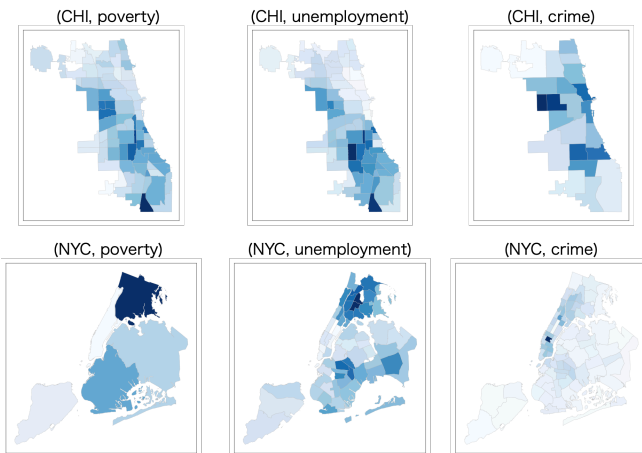 (CHI, poverty)
(CHI, unemployment)
(CHI, crime)
(NYC, poverty)
(NYC, unemployment)
(NYC, crime)